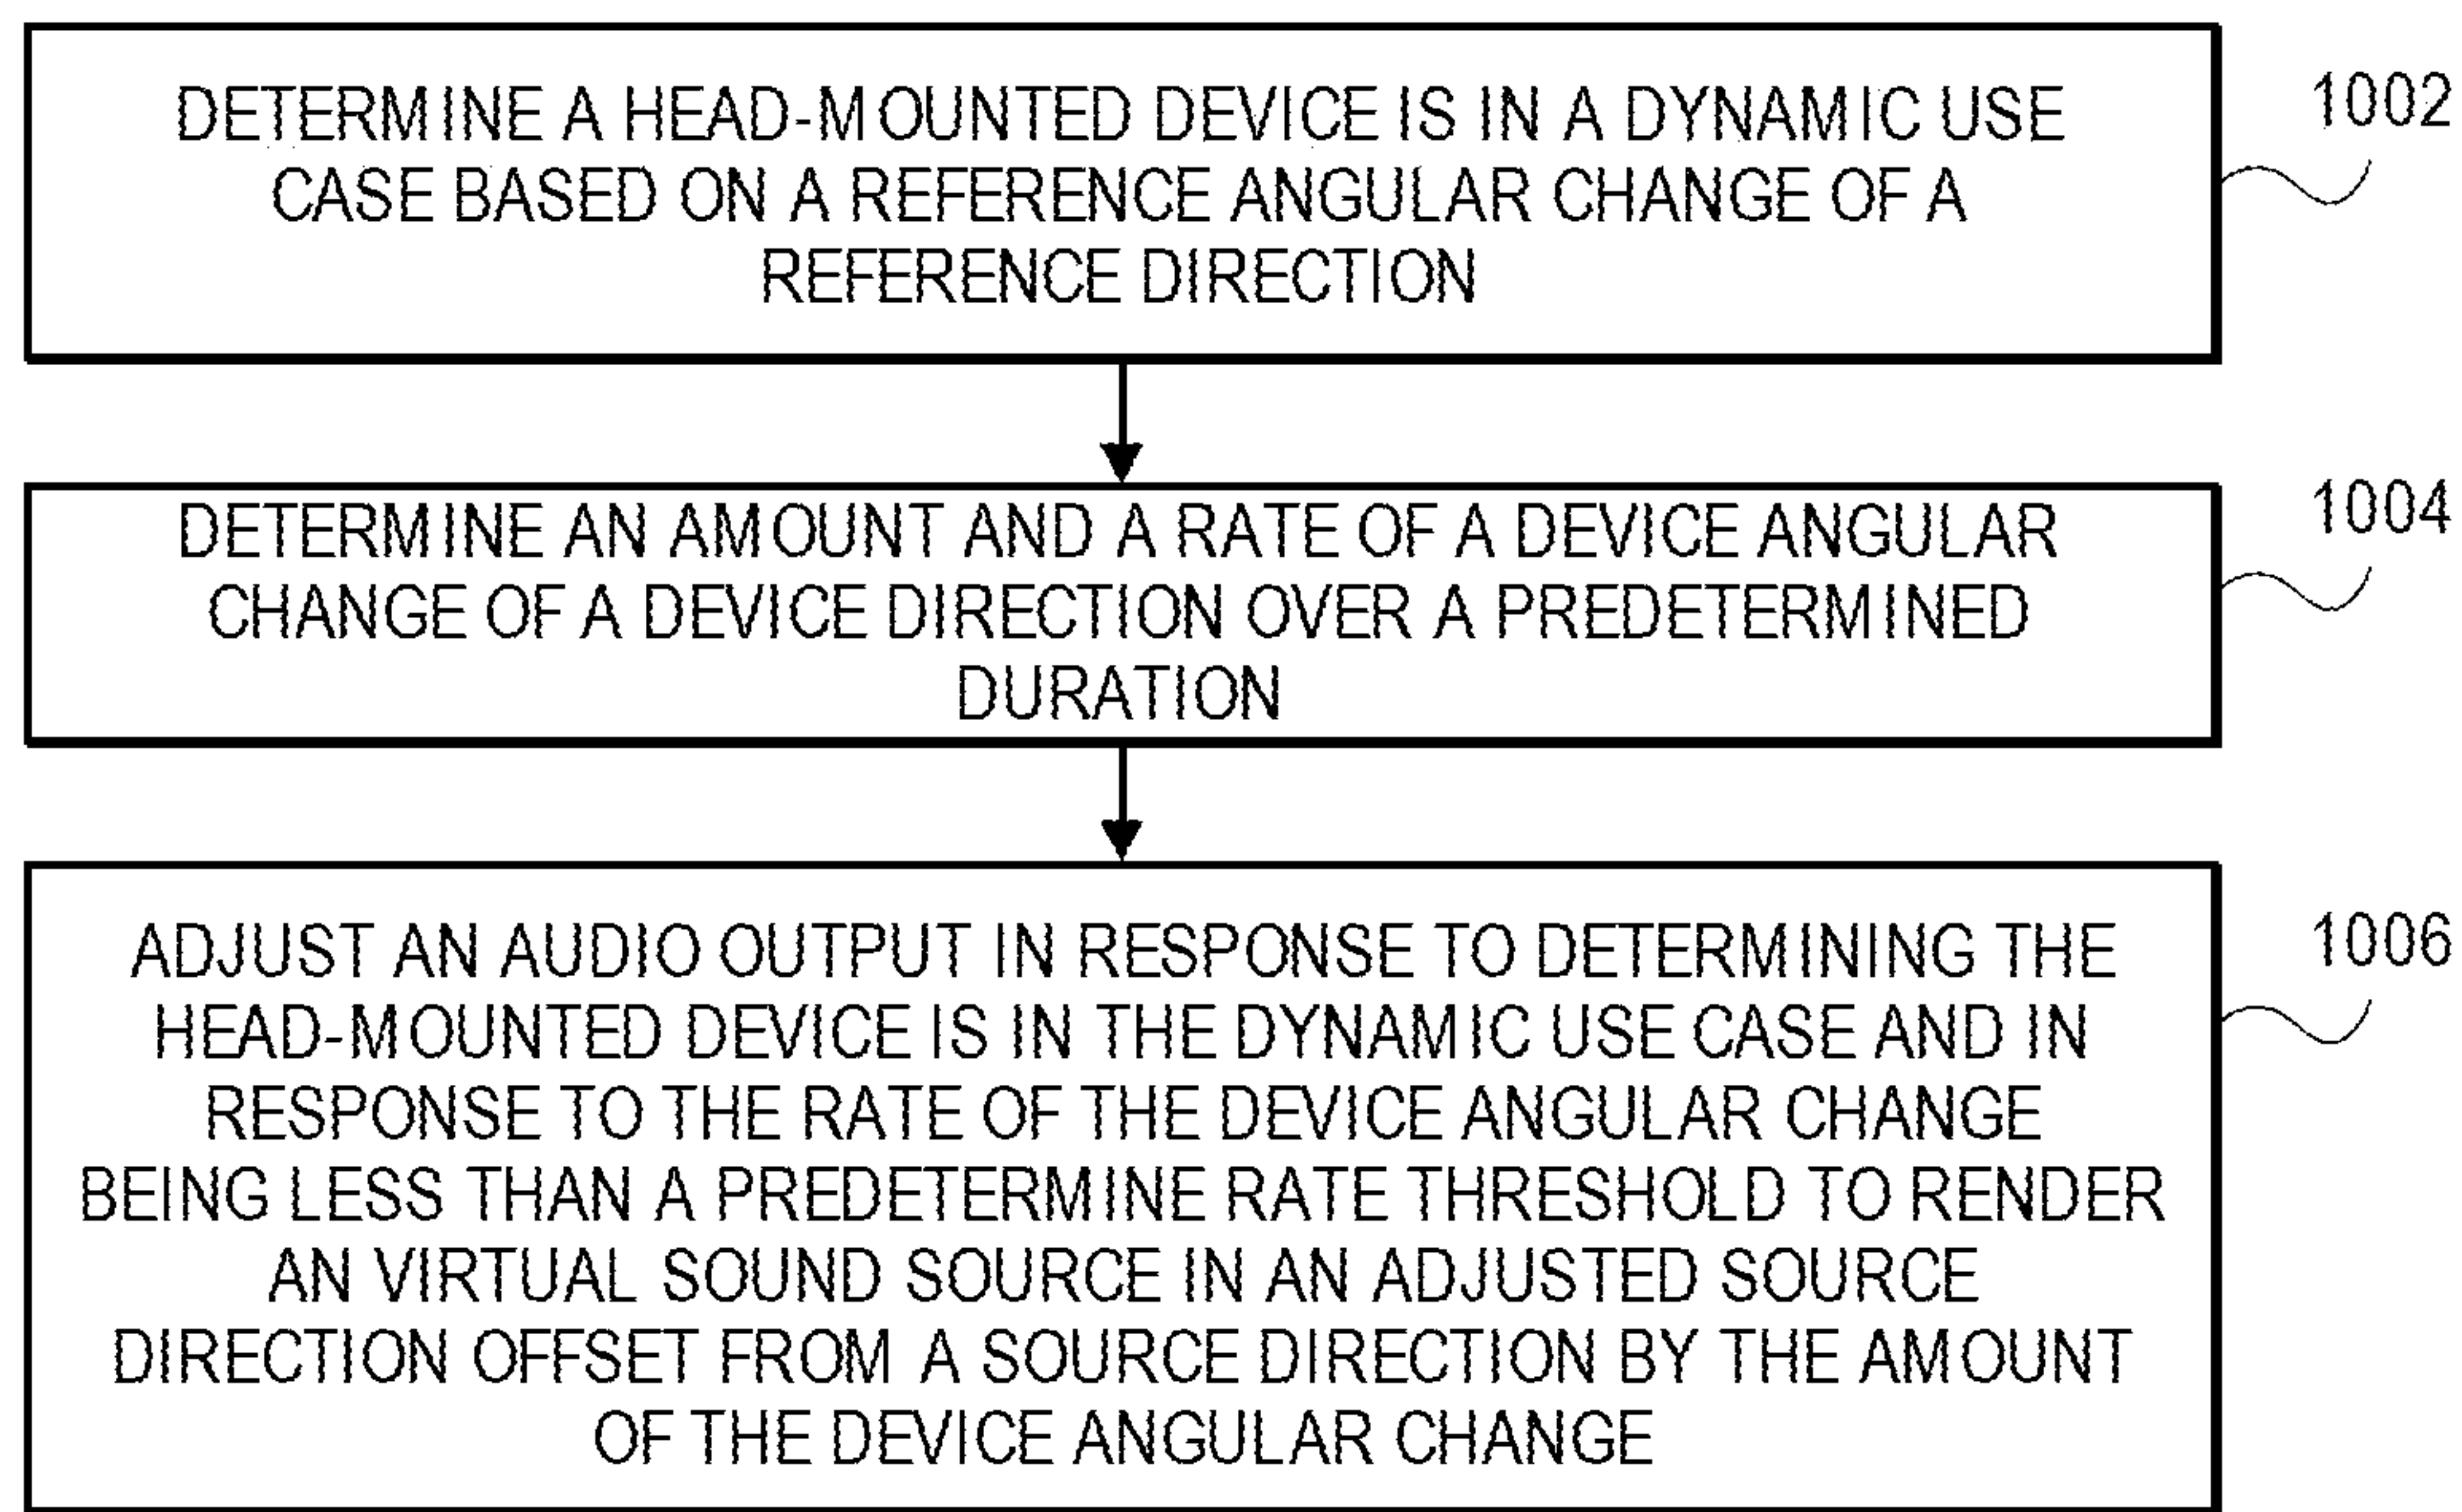 DETERMINE A HEAD-MOUNTED DEVICE IS IN A DYNAMIC USE
CASE BASED ON A REFERENCE ANGULAR CHANGE OF A
REFERENCE DIRECTION
1002
DETERMINE AN AMOUNT AND A RATE OF A DEVICE ANGULAR
CHANGE OF A DEVICE DIRECTION OVER A PREDETERMINED
DURATION
1004
ADJUST AN AUDIO OUTPUT IN RESPONSE TO DETERMINING THE
HEAD-MOUNTED DEVICE IS IN THE DYNAMIC USE CASE AND IN
RESPONSE TO THE RATE OF THE DEVICE ANGULAR CHANGE
BEING LESS THAN A PREDETERMINE RATE THRESHOLD TO RENDER
AN VIRTUAL SOUND SOURCE IN AN ADJUSTED SOURCE
DIRECTION OFFSET FROM A SOURCE DIRECTION BY THE AMOUNT
OF THE DEVICE ANGULAR CHANGE
1006